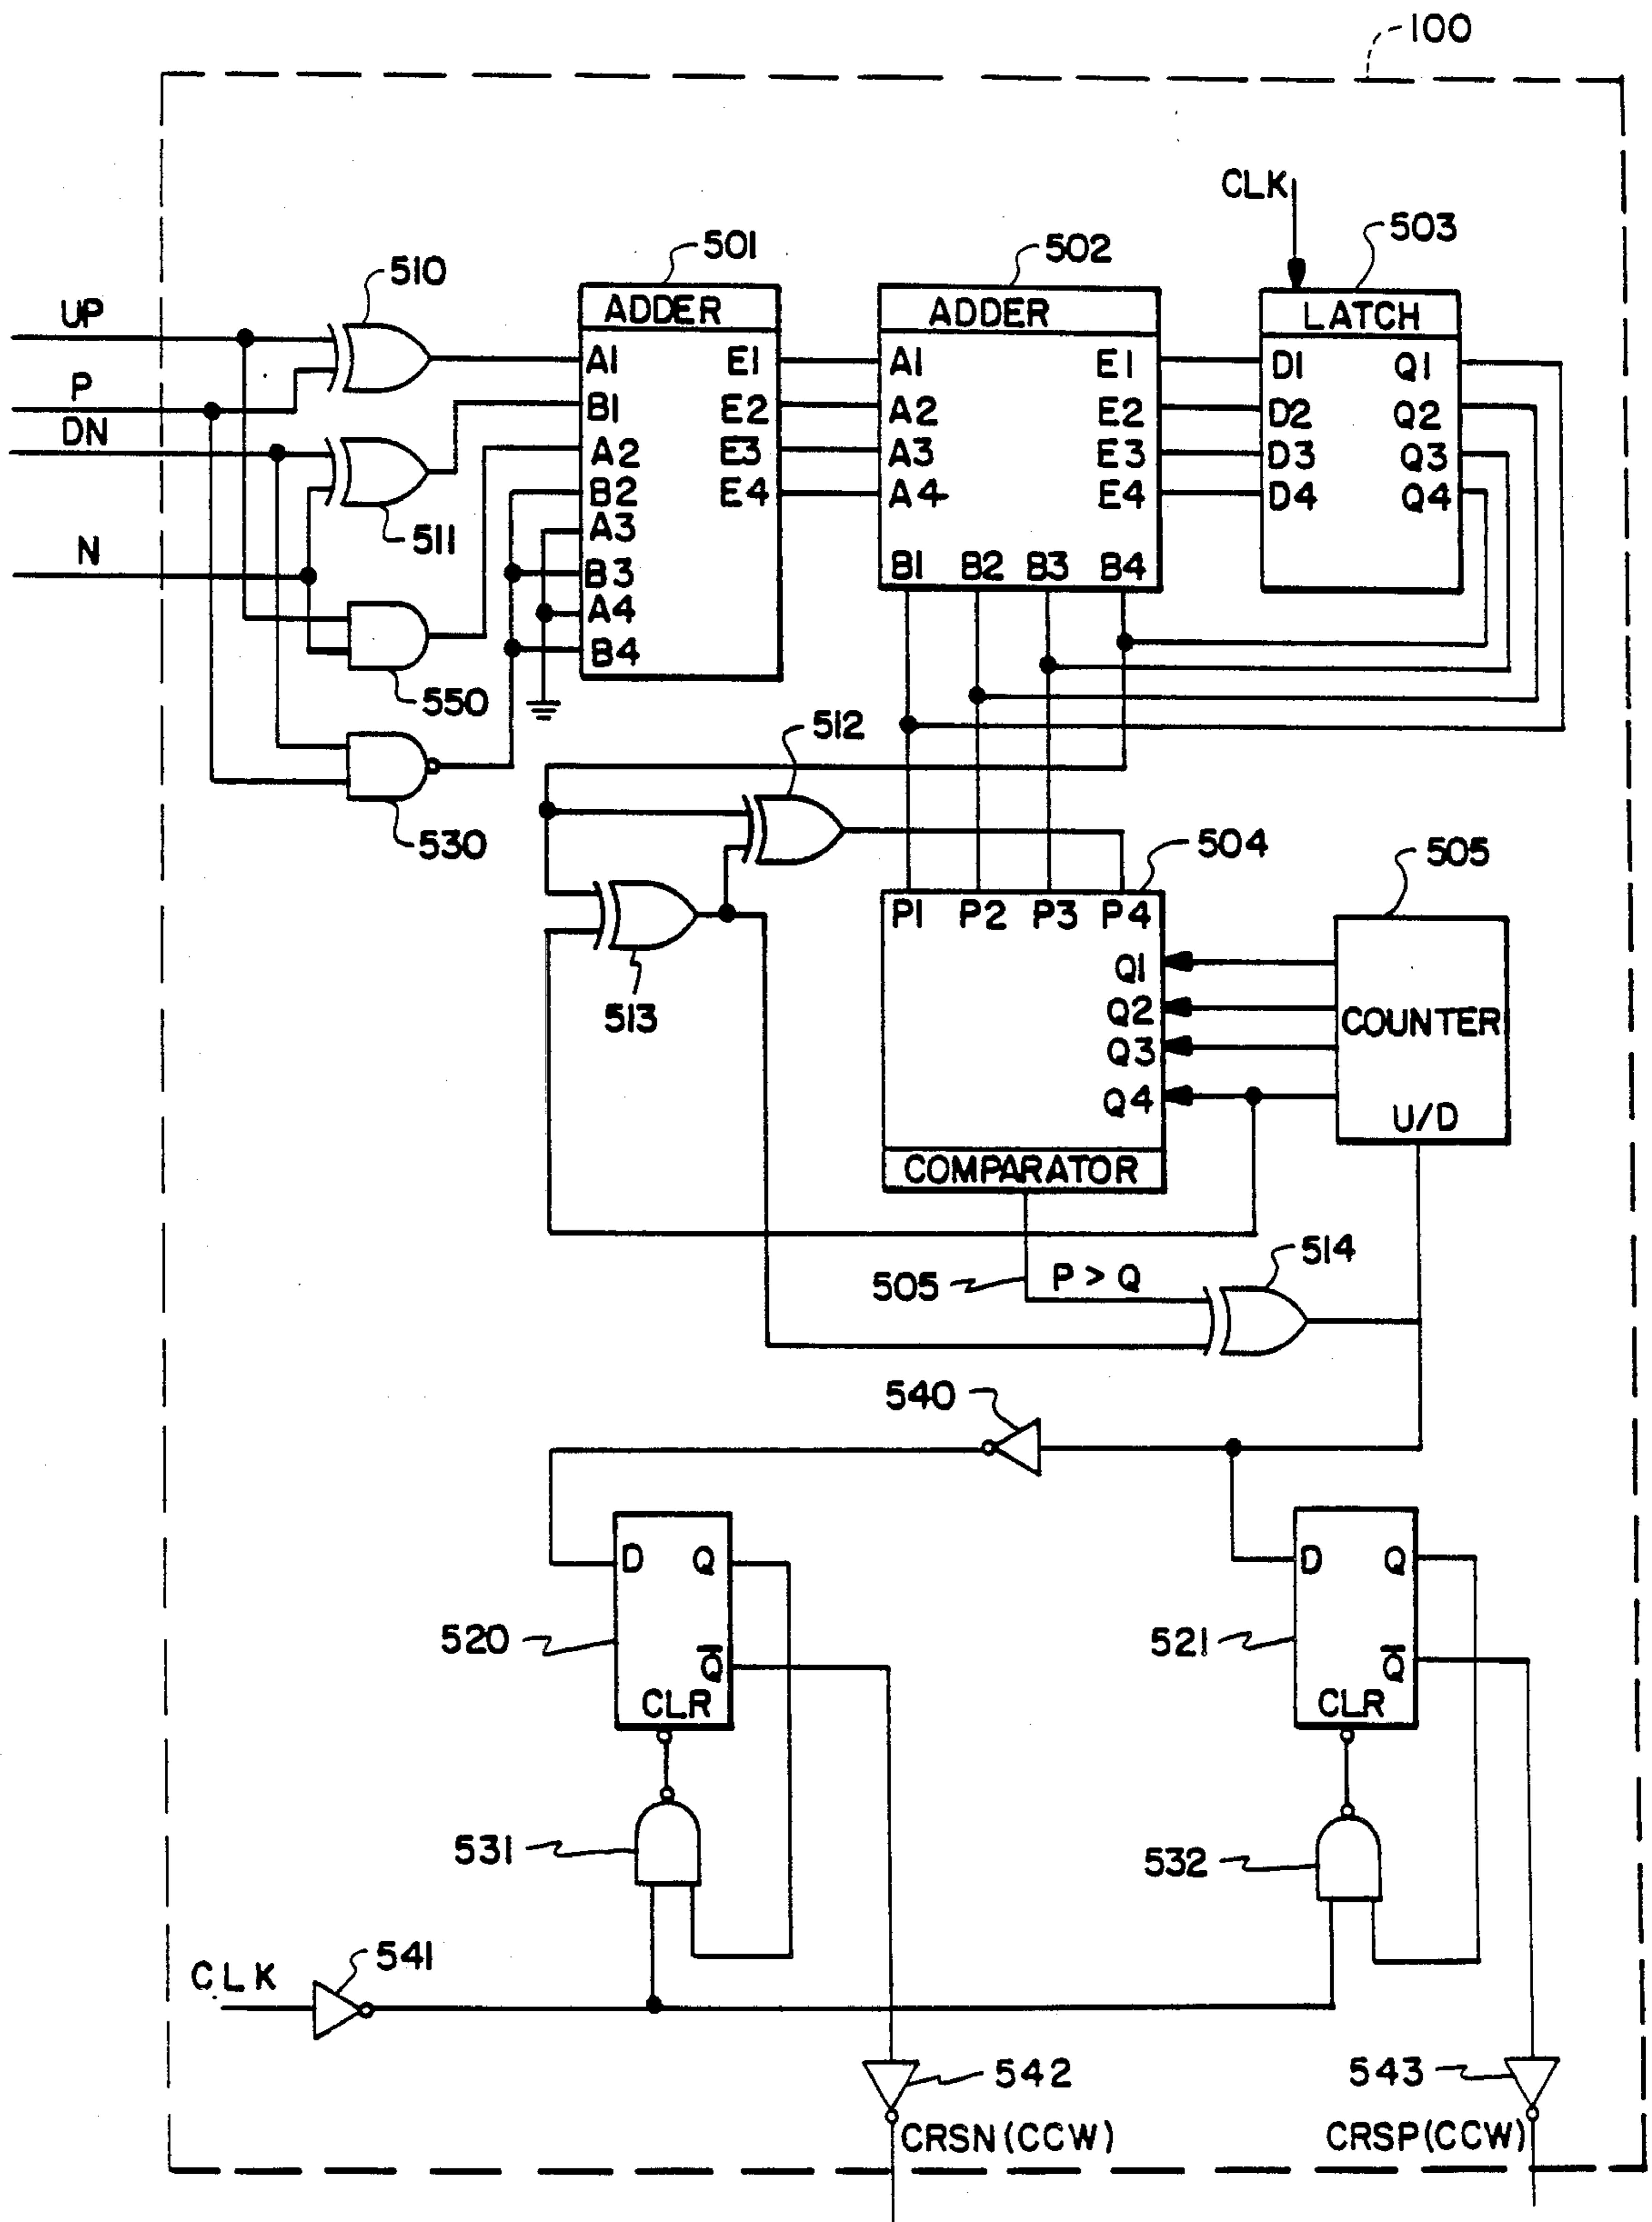 100
CLK
501
502
503
510
UP
ADDER
ADDER
LATCH
A1
E1
A1
E1
D1
Q1
P
B1
E2
A2
E2
D2
Q2
DN
A2
E3
A3
E3
D3
Q3
B2
E4
A4
E4
D4
Q4
A3
511
N
B3
B1
B2
B3
B4
A4
B4
550
512
530
504
505
P1
P2
P3
P4
Q1
513
Q2
COUNTER
Q3
Q4
U/D
COMPARATOR
514
505
P > Q
540
D
Q
D
Q
520
521
Q̅
Q̅
CLR
CLR
531
532
541
CLK
542
543
CRSN (CCW)
CRSP (CCW)